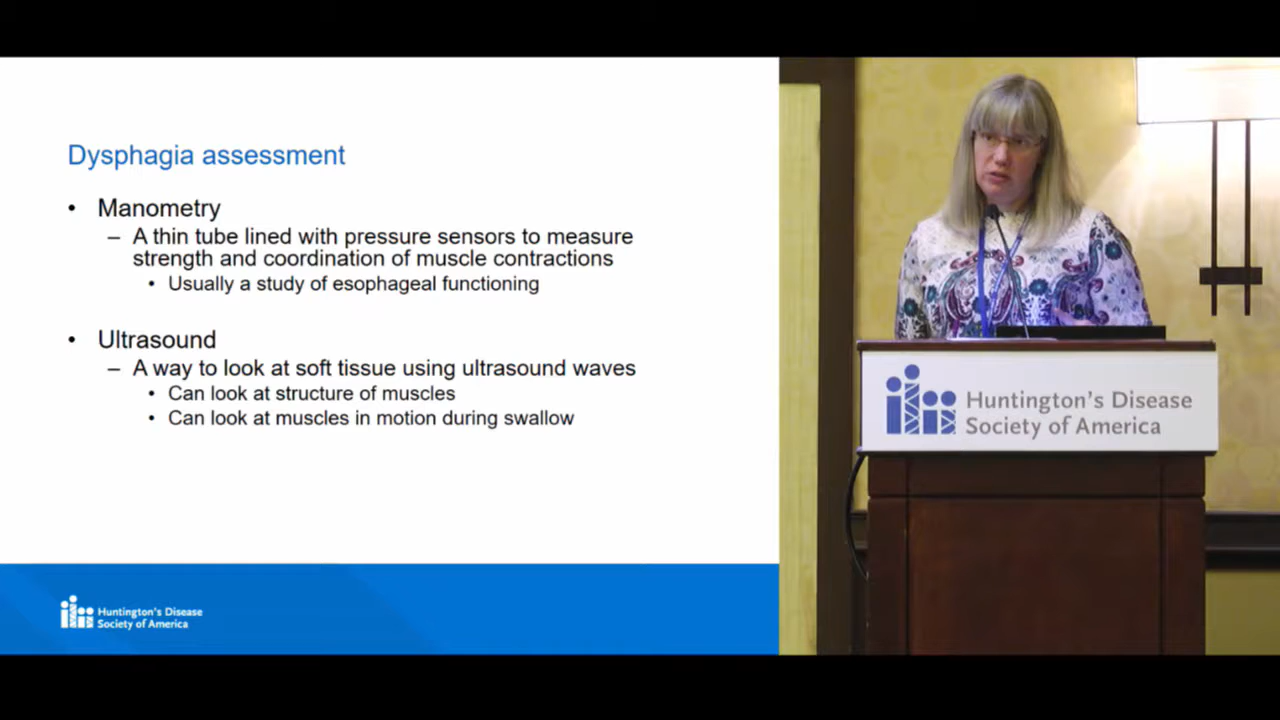 Dysphagia assessment
• Manometry
– A thin tube lined with pressure sensors to measure
strength and coordination of muscle contractions
• Usually a study of esophageal functioning
• Ultrasound
– A way to look at soft tissue using ultrasound waves
• Can look at structure of muscles
• Can look at muscles in motion during swallow
Huntington's Disease
Society of America
Huntington's Disease
Society of America